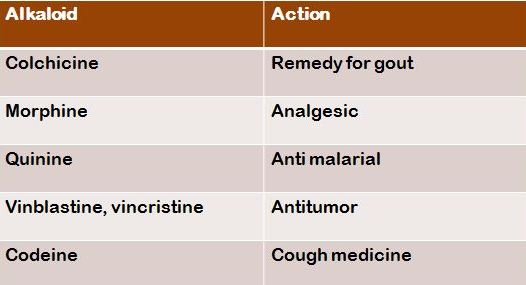 Alkaloid Action
Colchicine Remedy for gout
Morphine Analgesic
Quinine Anti malarial
Vinblastine, vincristine Antitumor
Codeine Cough medicine